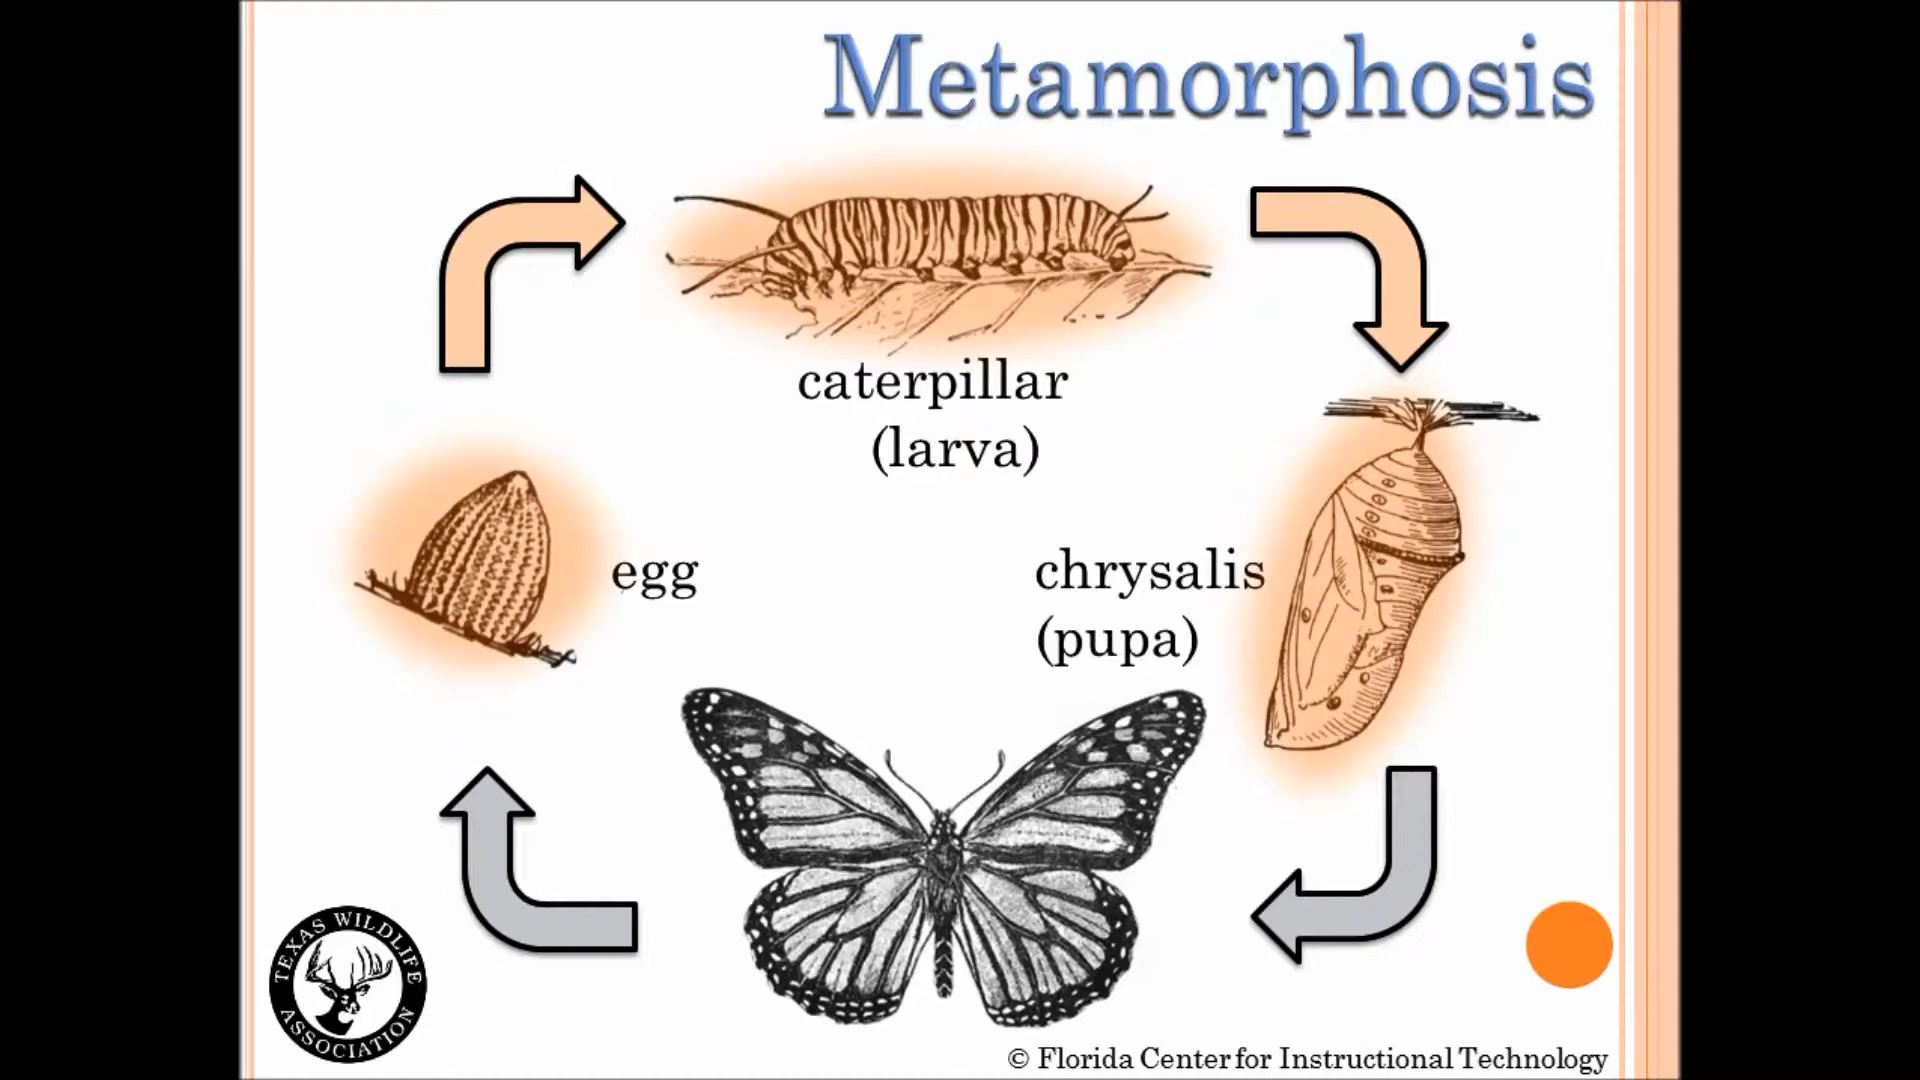 Metamorphosis
caterpillar
(larva)
egg
chrysalis
(pupa)
TEXAS WILDLIFE
ASSOCIATION
© Florida Center for Instructional Technology